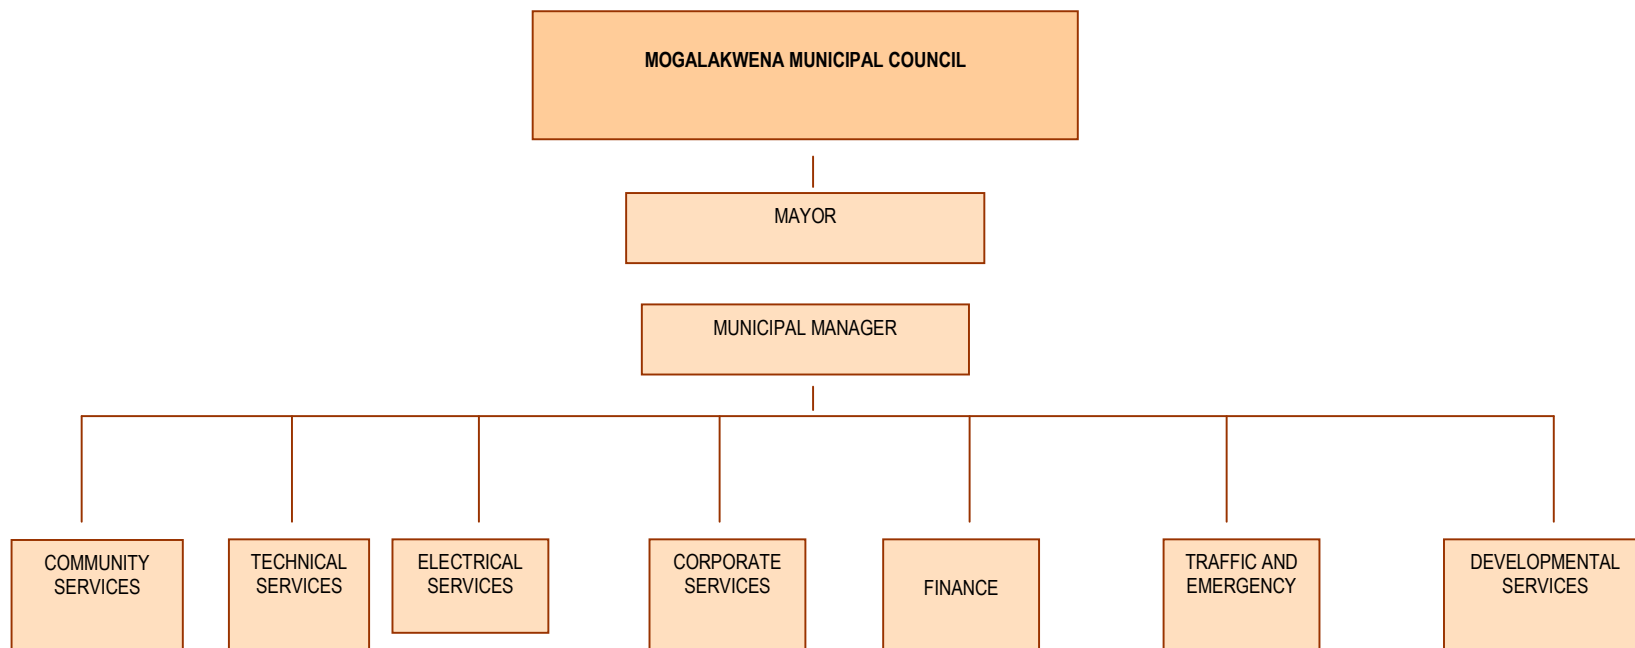 MOGALAKWENA MUNICIPAL COUNCIL
MAYOR
MUNICIPAL MANAGER
COMMUNITY
SERVICES
TECHNICAL
SERVICES
ELECTRICAL
SERVICES
CORPORATE
SERVICES
FINANCE
TRAFFIC AND
EMERGENCY
DEVELOPMENTAL
SERVICES